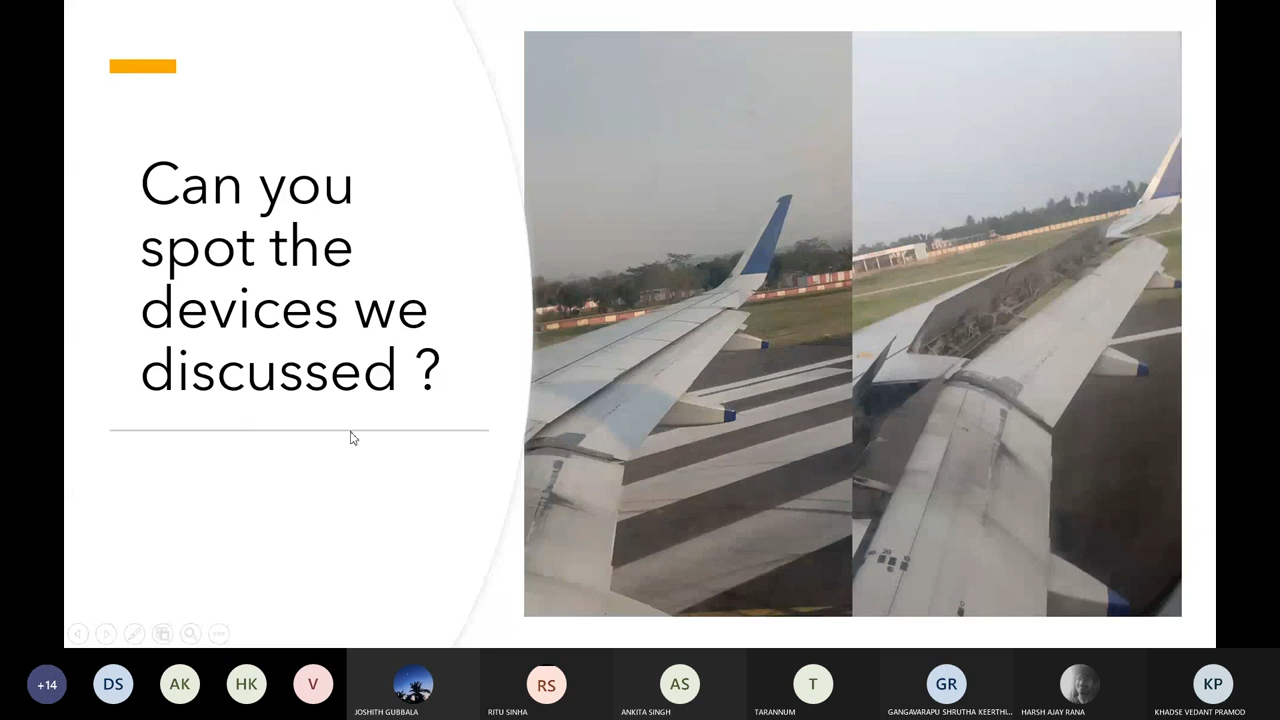 Can you
spot the
devices we
discussed ?
+14
DS
AK
HK
V
RS
AS
T
GR
KP
JOSHITH GUBBALA
RITU SINHA
ANKITA SINGH
TARANNUM
GANGAVARAPU SHRUTHA KEERTHI...
HARSH AJAY RANA
KHADSE VEDANT PRAMOD